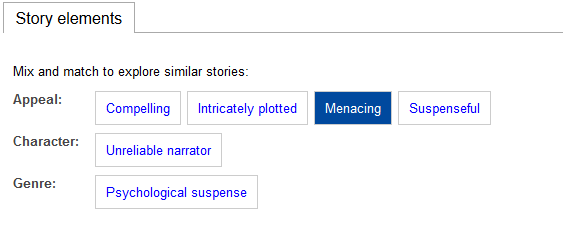 Story elements
Mix and match to explore similar stories:
Appeal: Compelling Intricately plotted Menacing Suspenseful
Character: Unreliable narrator
Genre: Psychological suspense